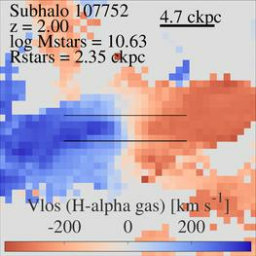 Subhalo 107752
4.7 ckpc
z = 2.00
log Mstars = 10.63
Rstars = 2.35 ckpc
Vlos (H-alpha gas) [km s⁻¹]
-200 0 200